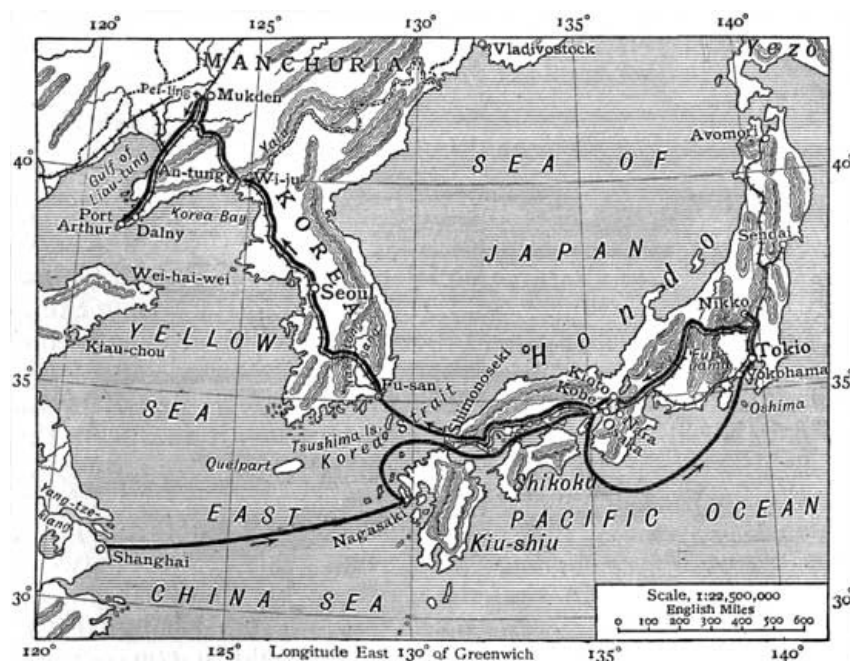 120° 125° 130° 135° 140°
Vladivostock
Yezo
MANCHURIA
Pei-ling
Mukden
Avomori
40°
40°
Yalu
SEA OF
Gulf of
Liau-tung
An-tung
Wi-ju
Port
Arthur
Dalny
Korea Bay
KOREA
JAPAN
Sendai
Wei-hai-wei
Seoul
Hondo
Nikko
YELLOW
Kiau-chou
Tokio
Fuji
yama
Yokohama
35°
35°
Fu-san
Shimonoseki
Kioto
Kobe
Oshima
SEA
Tsushima Is.
Korea Strait
Nara
Quelpart
Shikoku
Yang-tze-
kiang
EAST
Nagasaki
PACIFIC OCEAN
Shanghai
Kiu-shiu
CHINA SEA
30°
30°
Scale, 1:22,500,000
English Miles
0 100 200 300 400 500 600
120° 125° Longitude East 130° of Greenwich 135° 140°